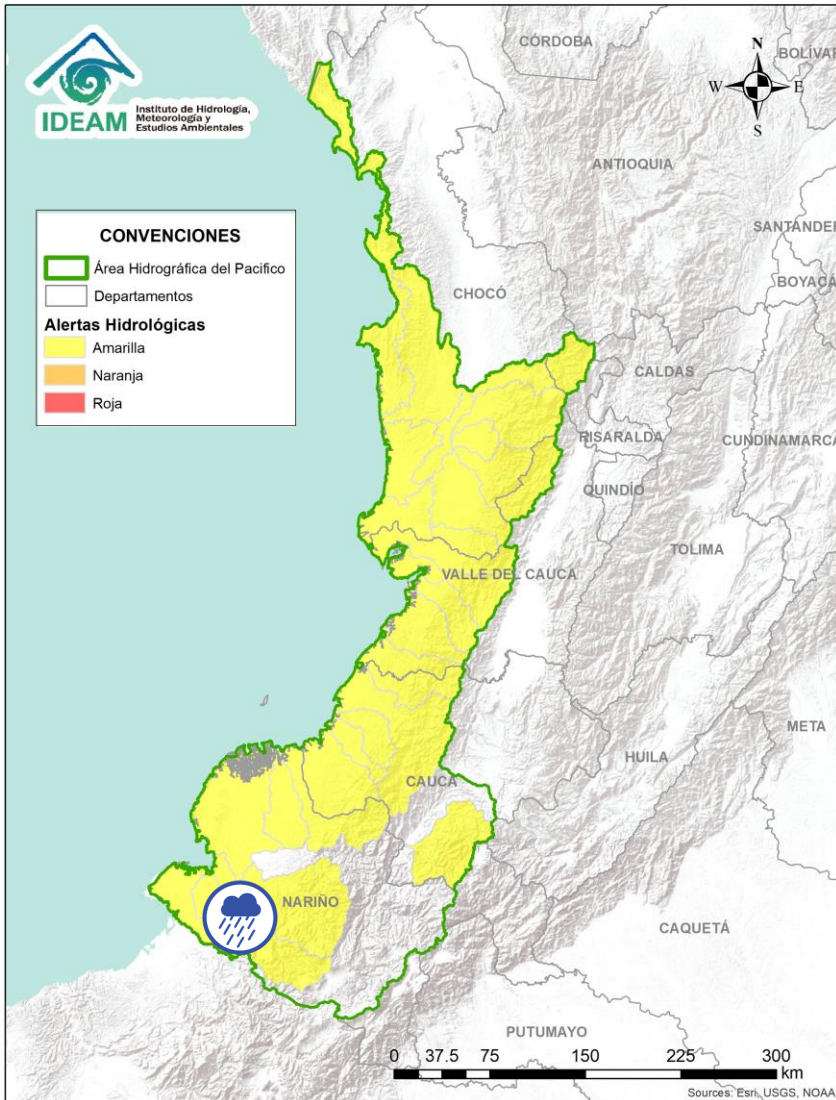 IDEAM
Instituto de Hidrología,
Meteorología y
Estudios Ambientales
CÓRDOBA
BOLÍVAR
N
W
E
S
ANTIOQUIA
SANTANDER
BOYACÁ
CONVENCIONES
Área Hidrográfica del Pacifico
Departamentos
Alertas Hidrológicas
Amarilla
Naranja
Roja
CHOCÓ
CALDAS
RISARALDA
CUNDINAMARCA
QUINDÍO
TOLIMA
VALLE DEL CAUCA
META
HUILA
CAUCA
NARIÑO
CAQUETÁ
PUTUMAYO
0 37.5 75 150 225 300
km
Sources: Esri, USGS, NOAA